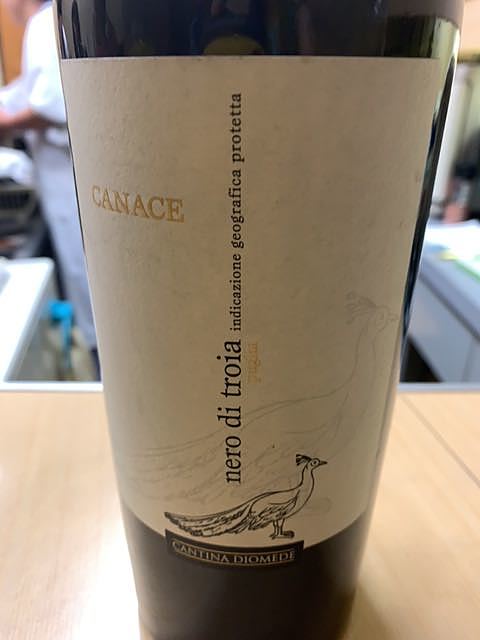 CANACE
nero di troia indicazione geografica protetta
puglia
CANTINA DIOMEDE